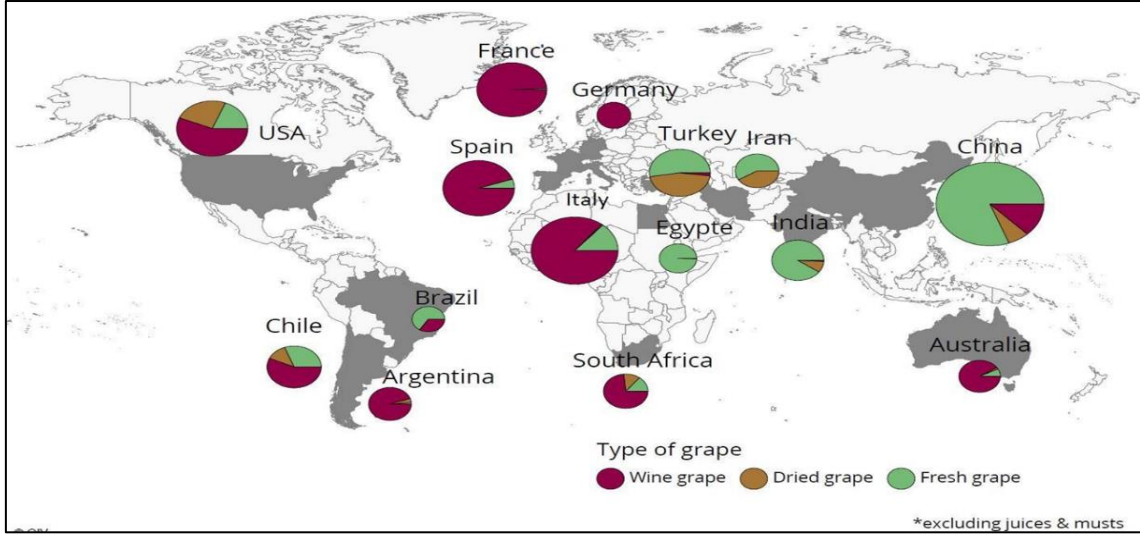 France
Germany
USA
Turkey
Iran
China
Spain
Italy
Egypte
India
Brazil
Chile
Argentina
South Africa
Australia
Type of grape
Wine grape
Dried grape
Fresh grape
*excluding juices & musts